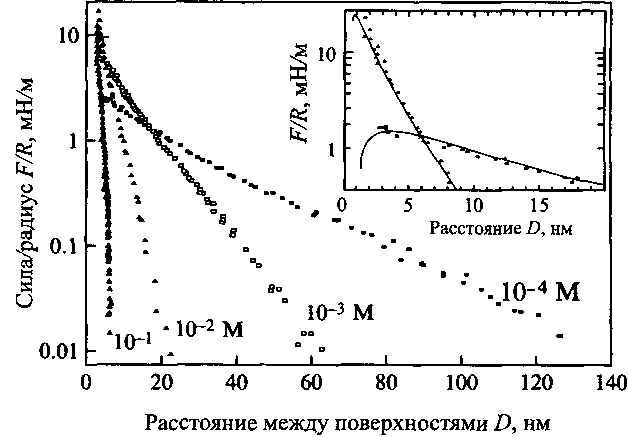 Сила/радиус F/R, мН/м
10
1
0.1
0.01
0 20 40 60 80 100 120 140
Расстояние между поверхностями D, нм
10⁻¹
10⁻² М
10⁻³ М
10⁻⁴ М
F/R, мН/м
10
1
0 5 10 15
Расстояние D, нм